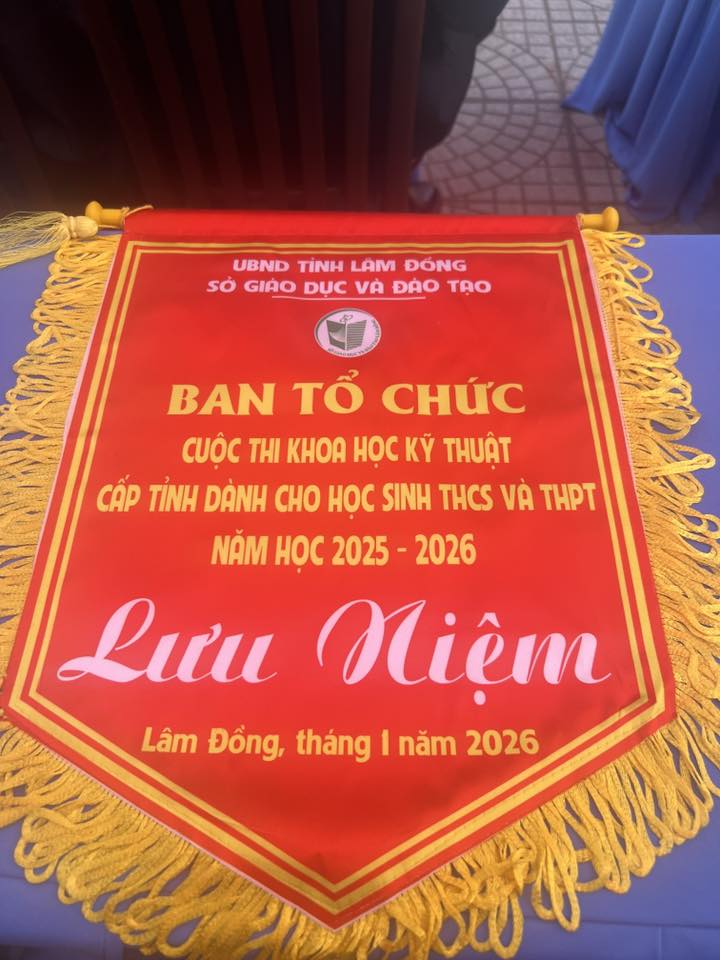 UBND TỈNH LÂM ĐỒNG
SỞ GIÁO DỤC VÀ ĐÀO TẠO
BAN TỔ CHỨC
CUỘC THI KHOA HỌC KỸ THUẬT
CẤP TỈNH DÀNH CHO HỌC SINH THCS VÀ THPT
NĂM HỌC 2025 - 2026
Lưu Niệm
Lâm Đồng, tháng 1 năm 2026